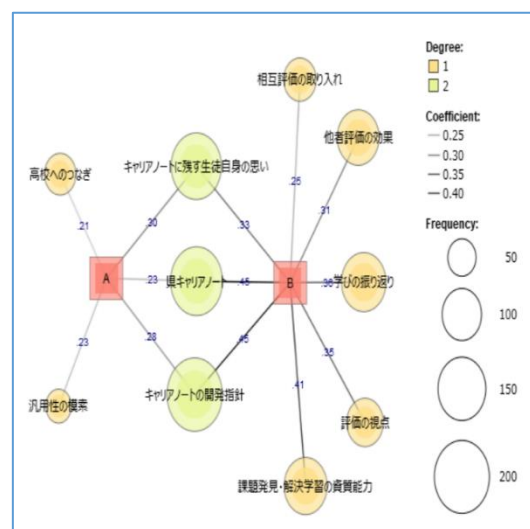 Degree:
1
2
Coefficient:
0.25
0.30
0.35
0.40
Frequency:
50
100
150
200
相互評価の取り入れ
他者評価の効果
キャリアノートに残す生徒自身の思い
高校へのつなぎ
.25
.31
.21
.30
.33
A
.23
県キャリアノート
.45
B
.36
学びの振り返り
.23
.28
.45
.35
.41
キャリアノートの開発指針
汎用性の模索
評価の視点
課題発見・解決学習の資質能力